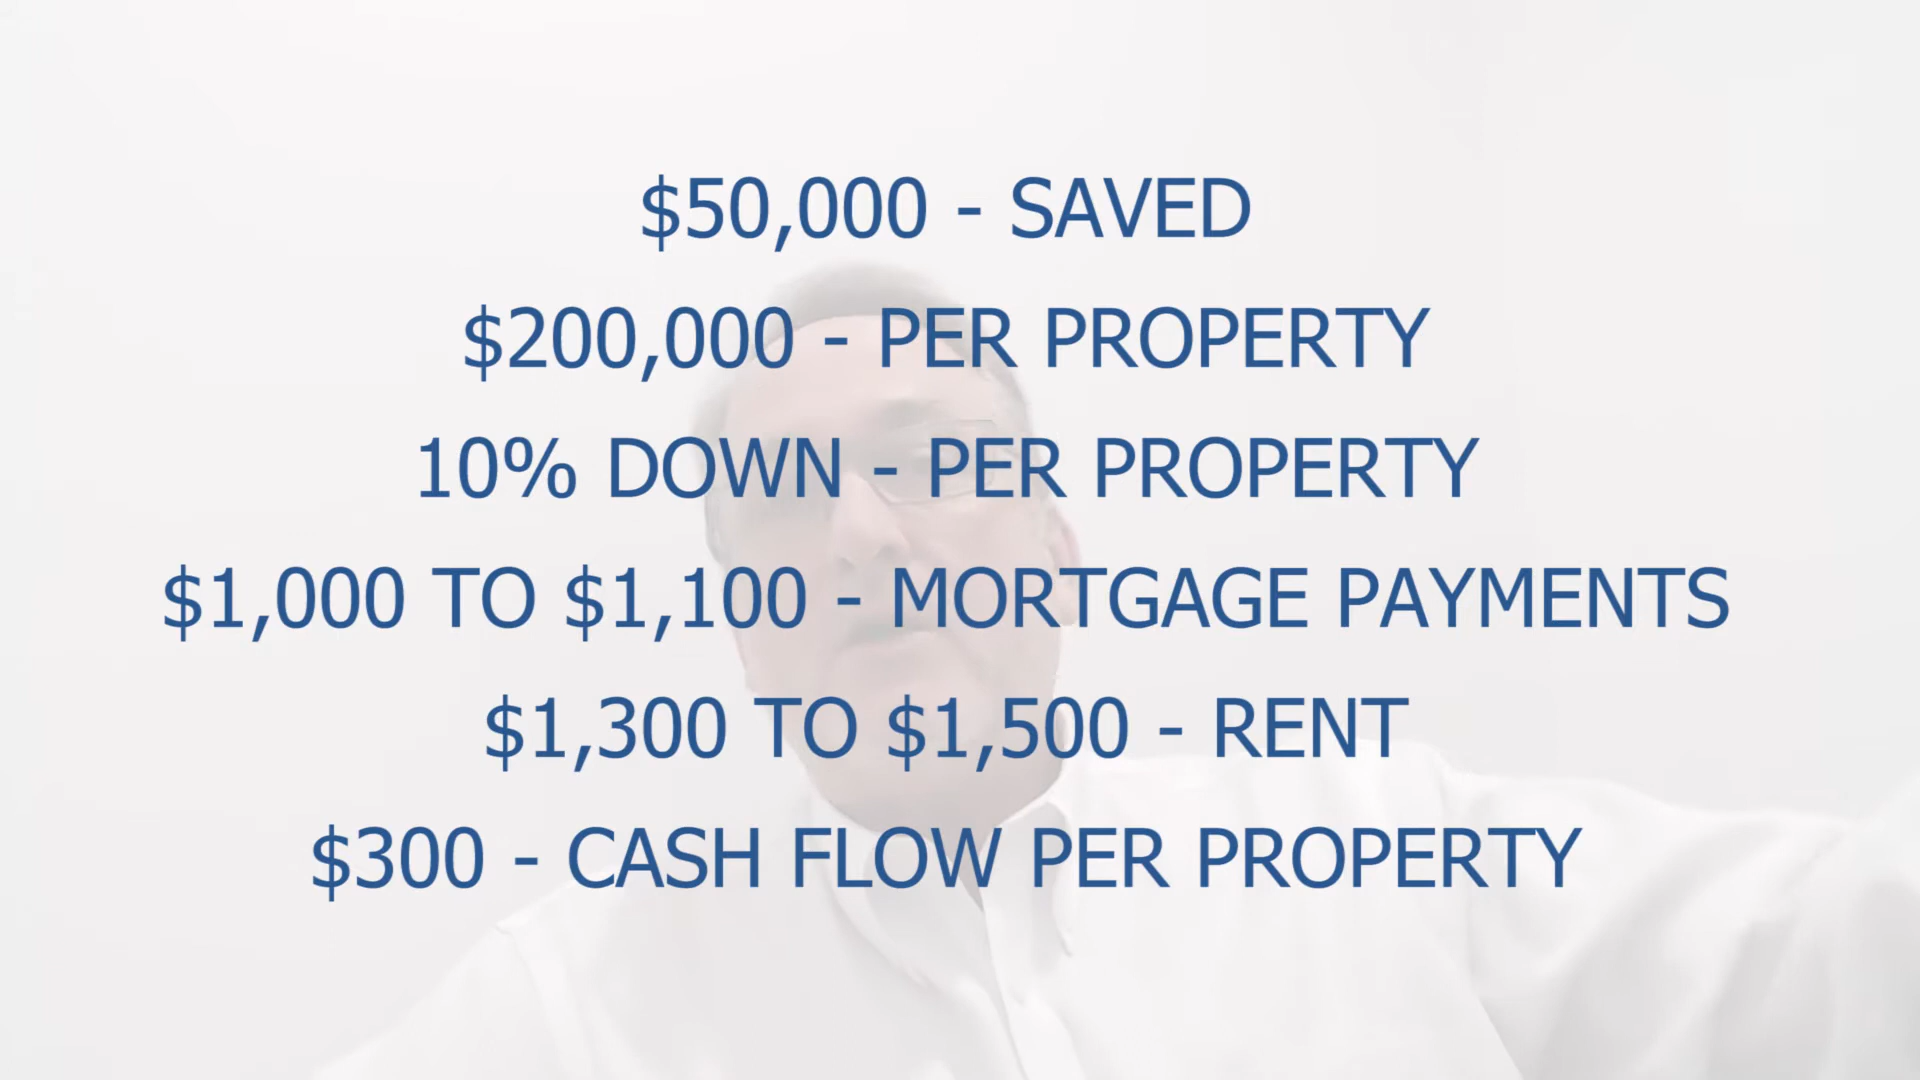 $50,000 - SAVED
$200,000 - PER PROPERTY
10% DOWN - PER PROPERTY
$1,000 TO $1,100 - MORTGAGE PAYMENTS
$1,300 TO $1,500 - RENT
$300 - CASH FLOW PER PROPERTY